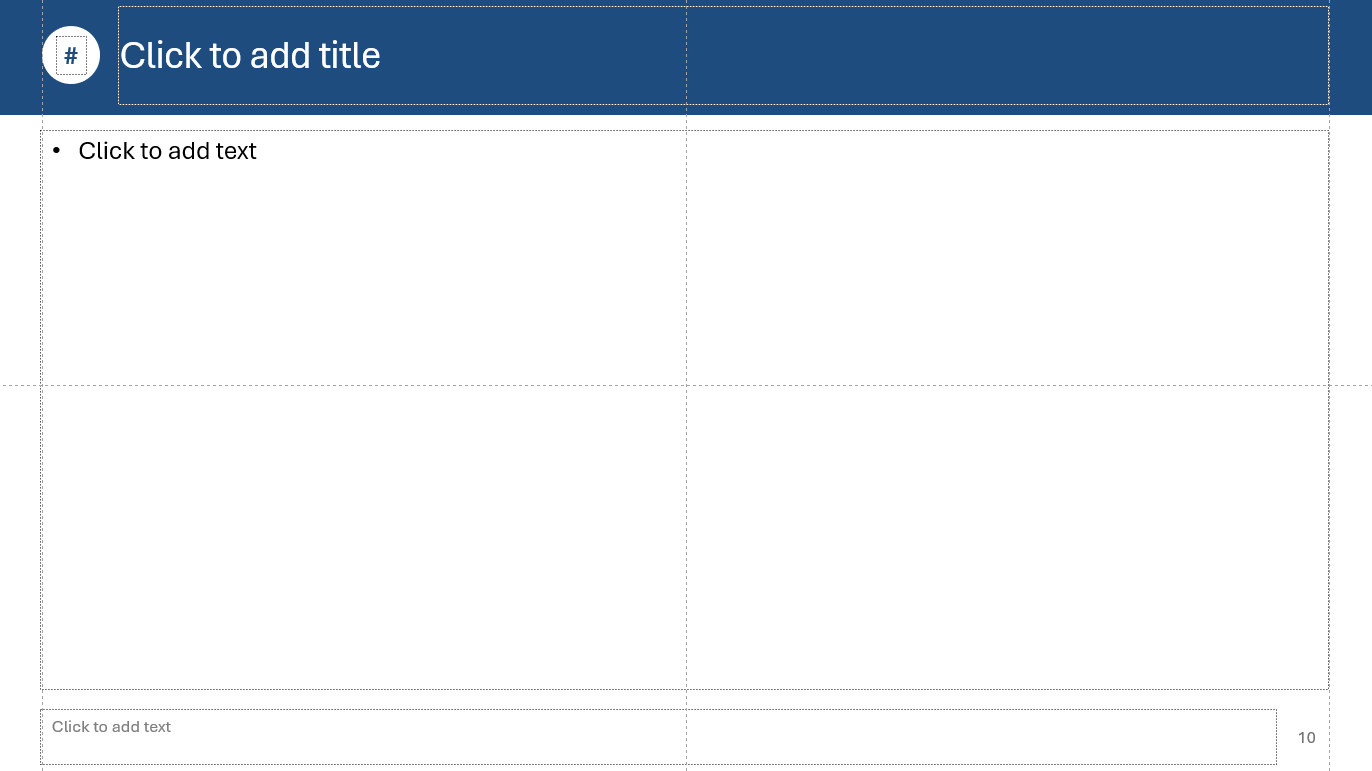 # Click to add title
• Click to add text
Click to add text
10